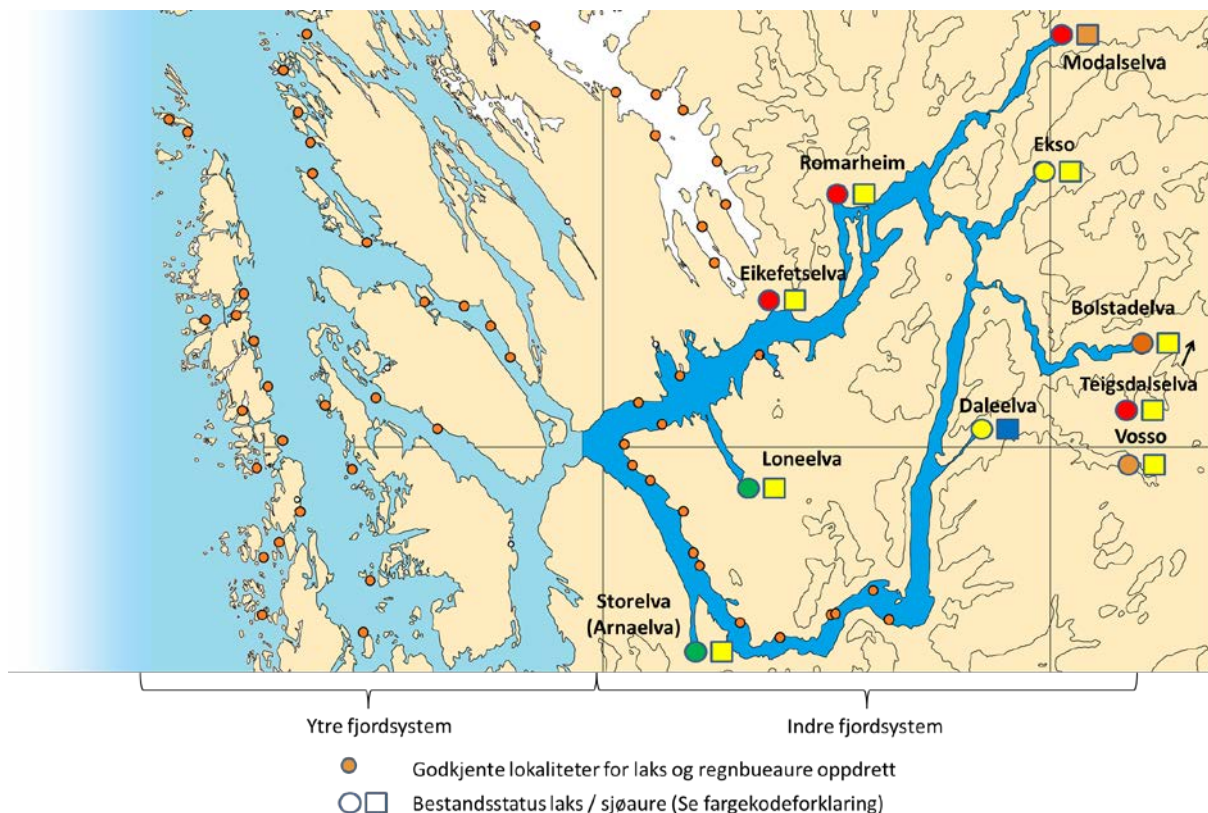 Modalselva
Ekso
Romarheim
Eikefetselva
Bolstadelva
Teigsdalselva
Daleelva
Vosso
Loneelva
Storelva
(Arnaelva)
Ytre fjordsystem
Indre fjordsystem
Godkjente lokaliteter for laks og regnbueaure oppdrett
Bestandsstatus laks / sjøaure (Se fargekodeforklaring)